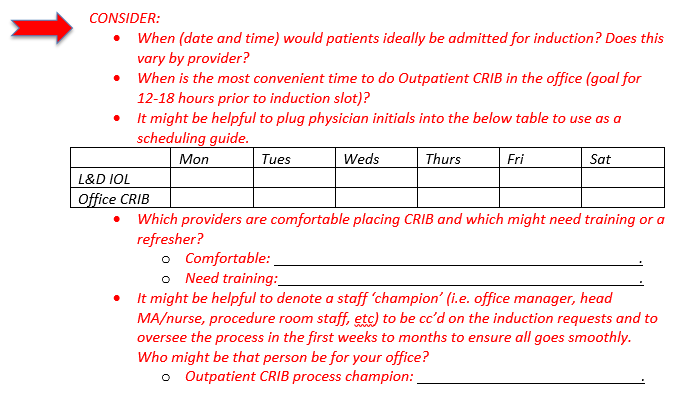 CONSIDER:
• When (date and time) would patients ideally be admitted for induction? Does this
vary by provider?
• When is the most convenient time to do Outpatient CRIB in the office (goal for
12-18 hours prior to induction slot)?
• It might be helpful to plug physician initials into the below table to use as a
scheduling guide.
Mon Tues Weds Thurs Fri Sat
L&D IOL
Office CRIB
• Which providers are comfortable placing CRIB and which might need training or a
refresher?
o Comfortable: ______________________________.
o Need training:______________________________.
• It might be helpful to denote a staff ‘champion’ (i.e. office manager, head
MA/nurse, procedure room staff, etc) to be cc’d on the induction requests and to
oversee the process in the first weeks to months to ensure all goes smoothly.
Who might be that person be for your office?
o Outpatient CRIB process champion: ____________________.